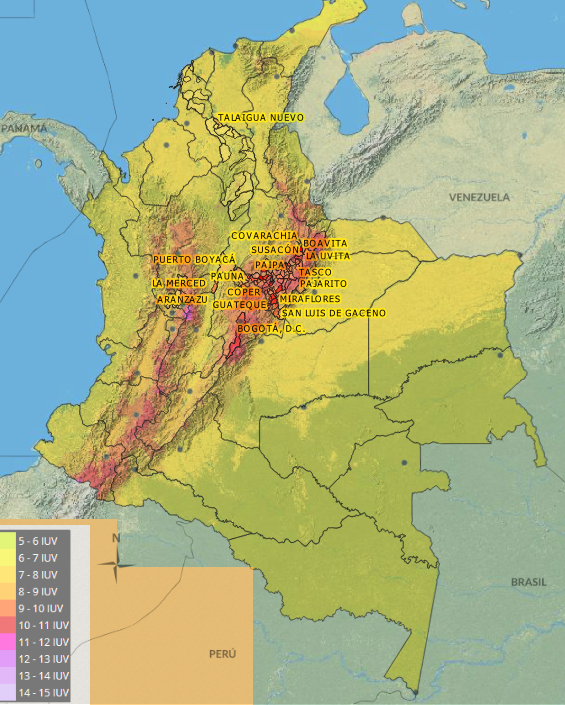 TALAIGUA NUEVO
PANAMÁ
VENEZUELA
COVARACHIA
BOAVITA
SUSACÓN
LA UVITA
PUERTO BOYACÁ
PAIPA
TASCO
PAUNA
LA MERCED
PAJARITO
COPER
ARANZAZU
MIRAFLORES
GUATEQUE
SAN LUIS DE GACENO
BOGOTÁ, D.C.
N
5 - 6 IUV
6 - 7 IUV
7 - 8 IUV
8 - 9 IUV
9 - 10 IUV
10 - 11 IUV
11 - 12 IUV
12 - 13 IUV
13 - 14 IUV
14 - 15 IUV
BRASIL
PERÚ